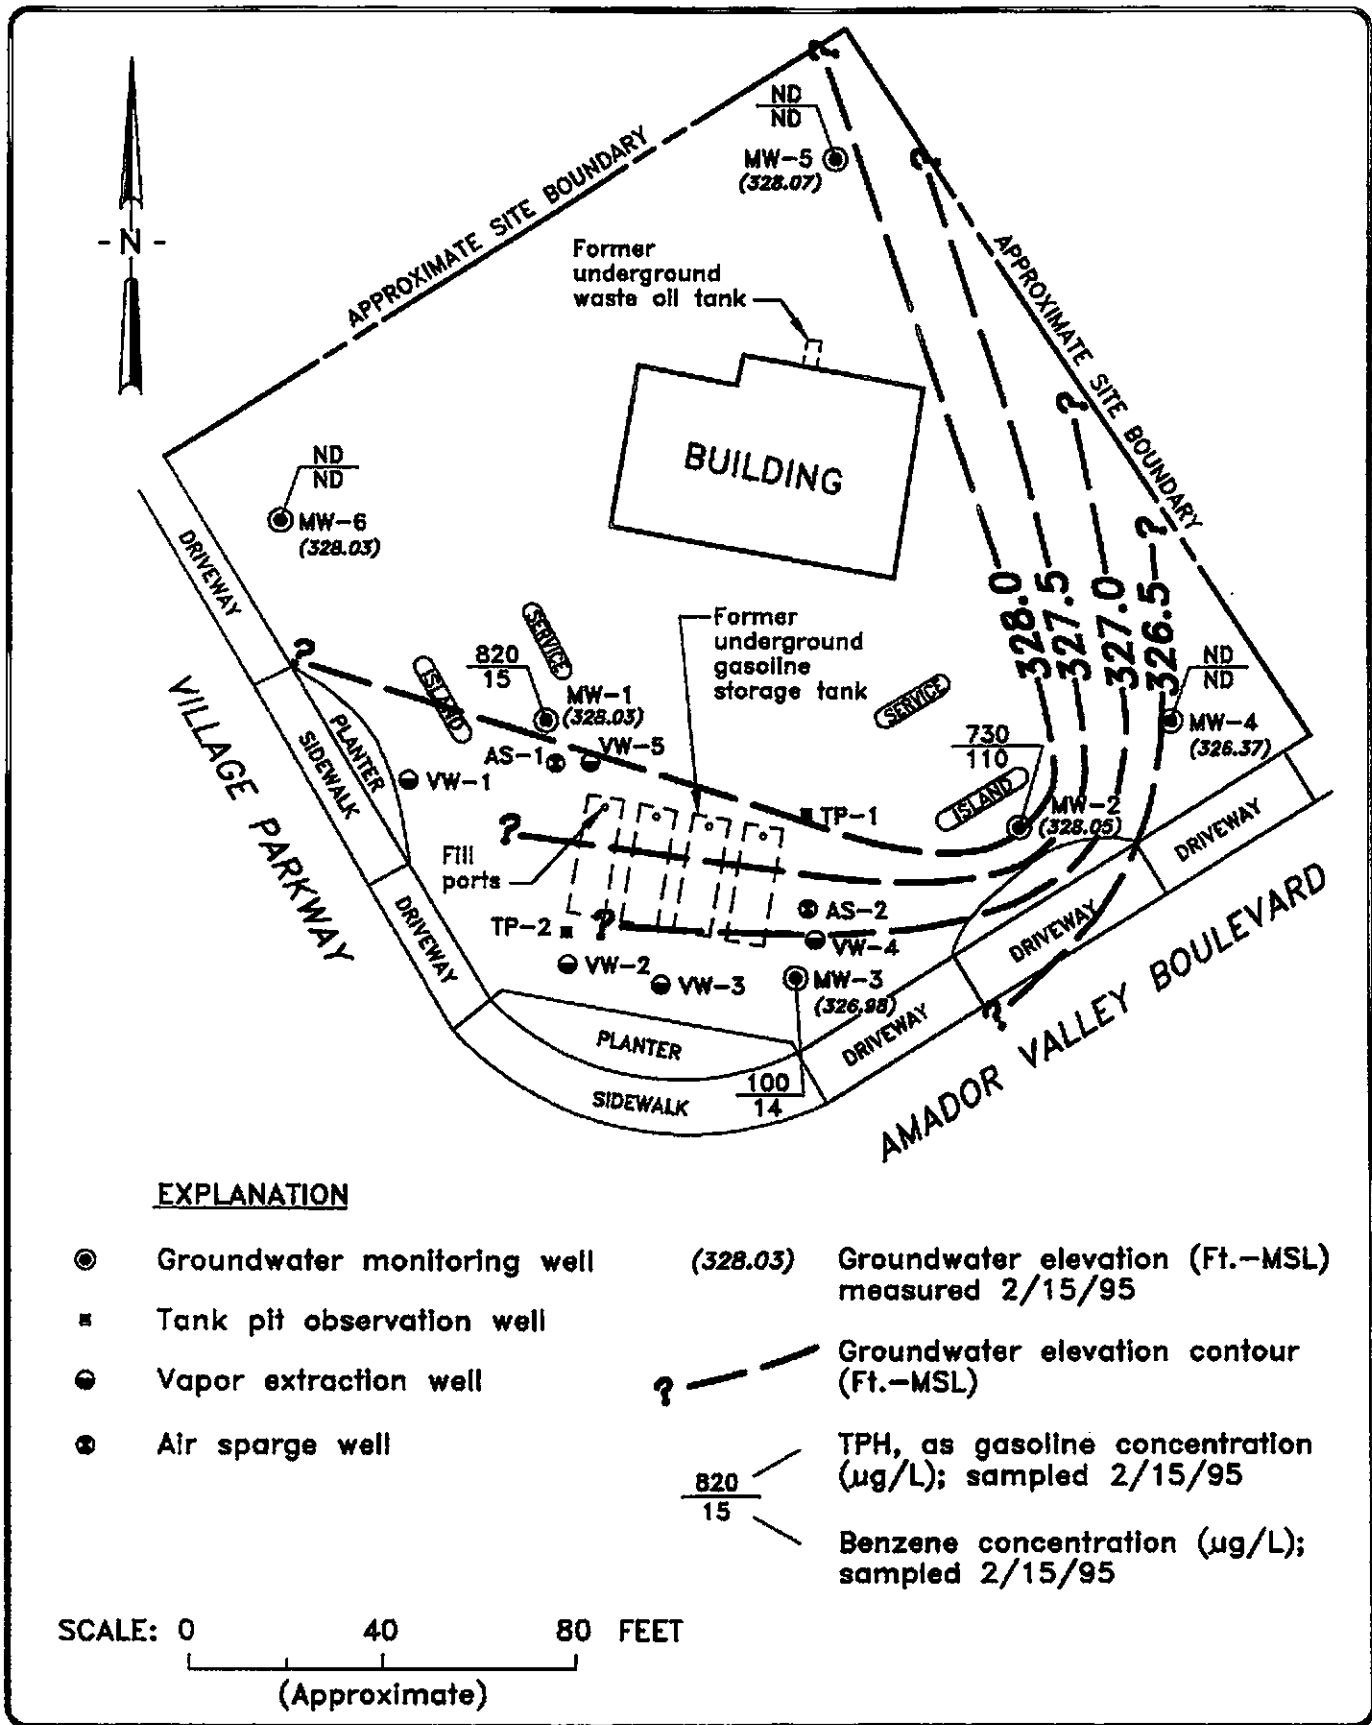 ?
ND
ND
MW-5
(328.07)
?
- N -
APPROXIMATE SITE BOUNDARY
Former
underground
waste oil tank
APPROXIMATE SITE BOUNDARY
?
BUILDING
ND
ND
MW-6
(328.03)
?
DRIVEWAY
328.0
327.5
327.0
326.5
SERVICE
Former
underground
gasoline
storage tank
?
820
15
ISLAND
MW-1
(328.03)
SERVICE
ND
ND
MW-4
(326.37)
VILLAGE PARKWAY
PLANTER
SIDEWALK
AS-1
VW-5
VW-1
730
110
ISLAND
MW-2
(328.05)
TP-1
?
Fill
ports
DRIVEWAY
DRIVEWAY
TP-2
?
AS-2
VW-4
DRIVEWAY
VW-2
VW-3
MW-3
(326.98)
?
DRIVEWAY
PLANTER
100
14
SIDEWALK
AMADOR VALLEY BOULEVARD
EXPLANATION
Groundwater monitoring well
Tank pit observation well
Vapor extraction well
Air sparge well
(328.03) Groundwater elevation (Ft.-MSL)
measured 2/15/95
Groundwater elevation contour
? (Ft.-MSL)
TPH, as gasoline concentration
(µg/L); sampled 2/15/95
820
15
Benzene concentration (µg/L);
sampled 2/15/95
SCALE: 0 40 80 FEET
(Approximate)